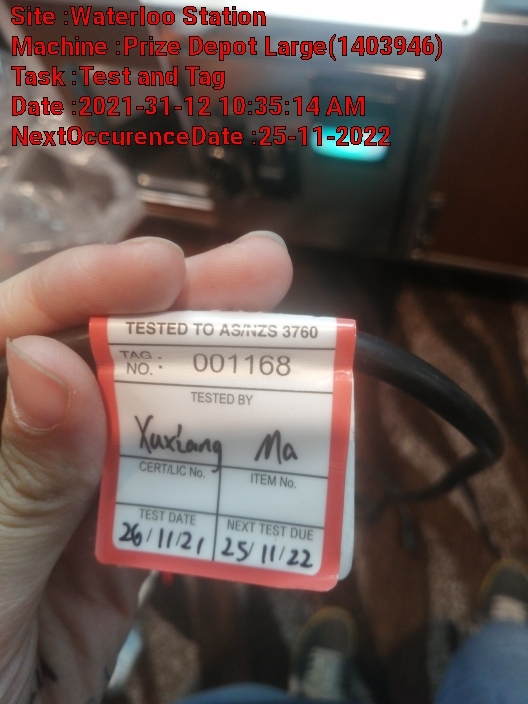 Site :Waterloo Station
Machine :Prize Depot Large(1403946)
Task :Test and Tag
Date :2021-31-12 10:35:14 AM
NextOccurenceDate :25-11-2022
TESTED TO AS/NZS 3760
TAG NO. : 001168
TESTED BY
Xuxiang Ma
CERT/LIC No. ITEM No.
TEST DATE NEXT TEST DUE
26/11/21 25/11/22